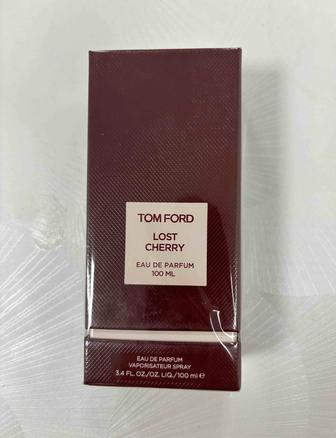 TOM FORD
LOST
CHERRY
EAU DE PARFUM
100 ML
EAU DE PARFUM
VAPORISATEUR SPRAY
3.4 FL. OZ./OZ. LIQ./100 ml ℮